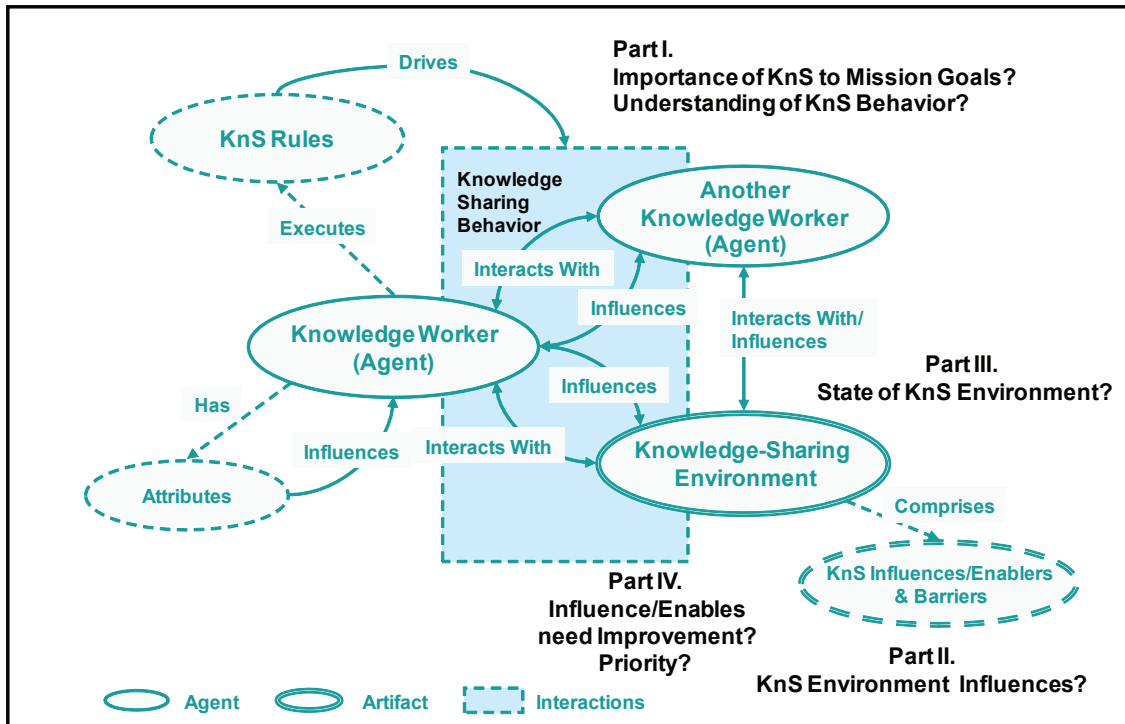 Drives
Part I.
Importance of KnS to Mission Goals?
Understanding of KnS Behavior?
KnS Rules
Knowledge
Sharing
Behavior
Another
Knowledge Worker
(Agent)
Executes
Interacts With
Influences
Interacts With/
Influences
Knowledge Worker
(Agent)
Part III.
State of KnS Environment?
Has
Influences
Influences
Interacts With
Knowledge-Sharing
Environment
Attributes
Comprises
KnS Influences/Enablers
& Barriers
Part IV.
Influence/Enables
need Improvement?
Priority?
Part II.
KnS Environment Influences?
Agent
Artifact
Interactions